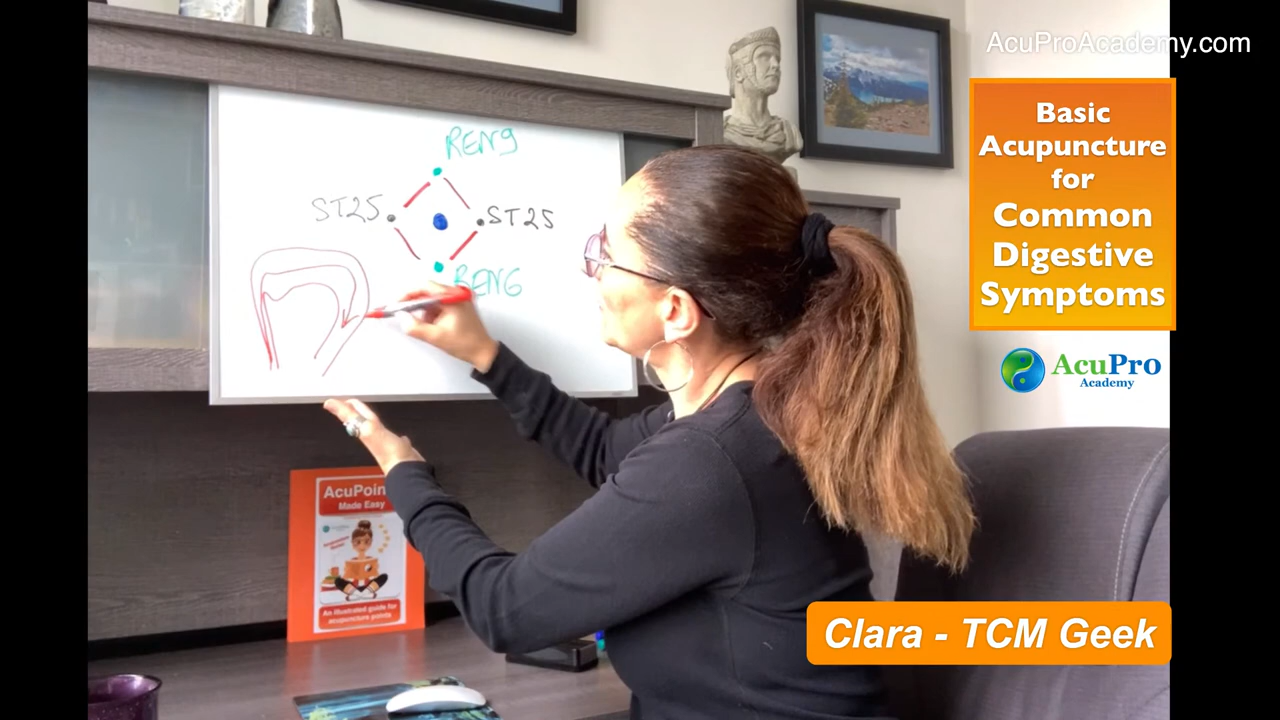 AcuProAcademy.com
Basic
Acupuncture
for
Common
Digestive
Symptoms
AcuPro
Academy
REN9
ST25
ST25
REN6
AcuPoin
Made Easy
An illustrated guide for
acupuncture points
Clara - TCM Geek